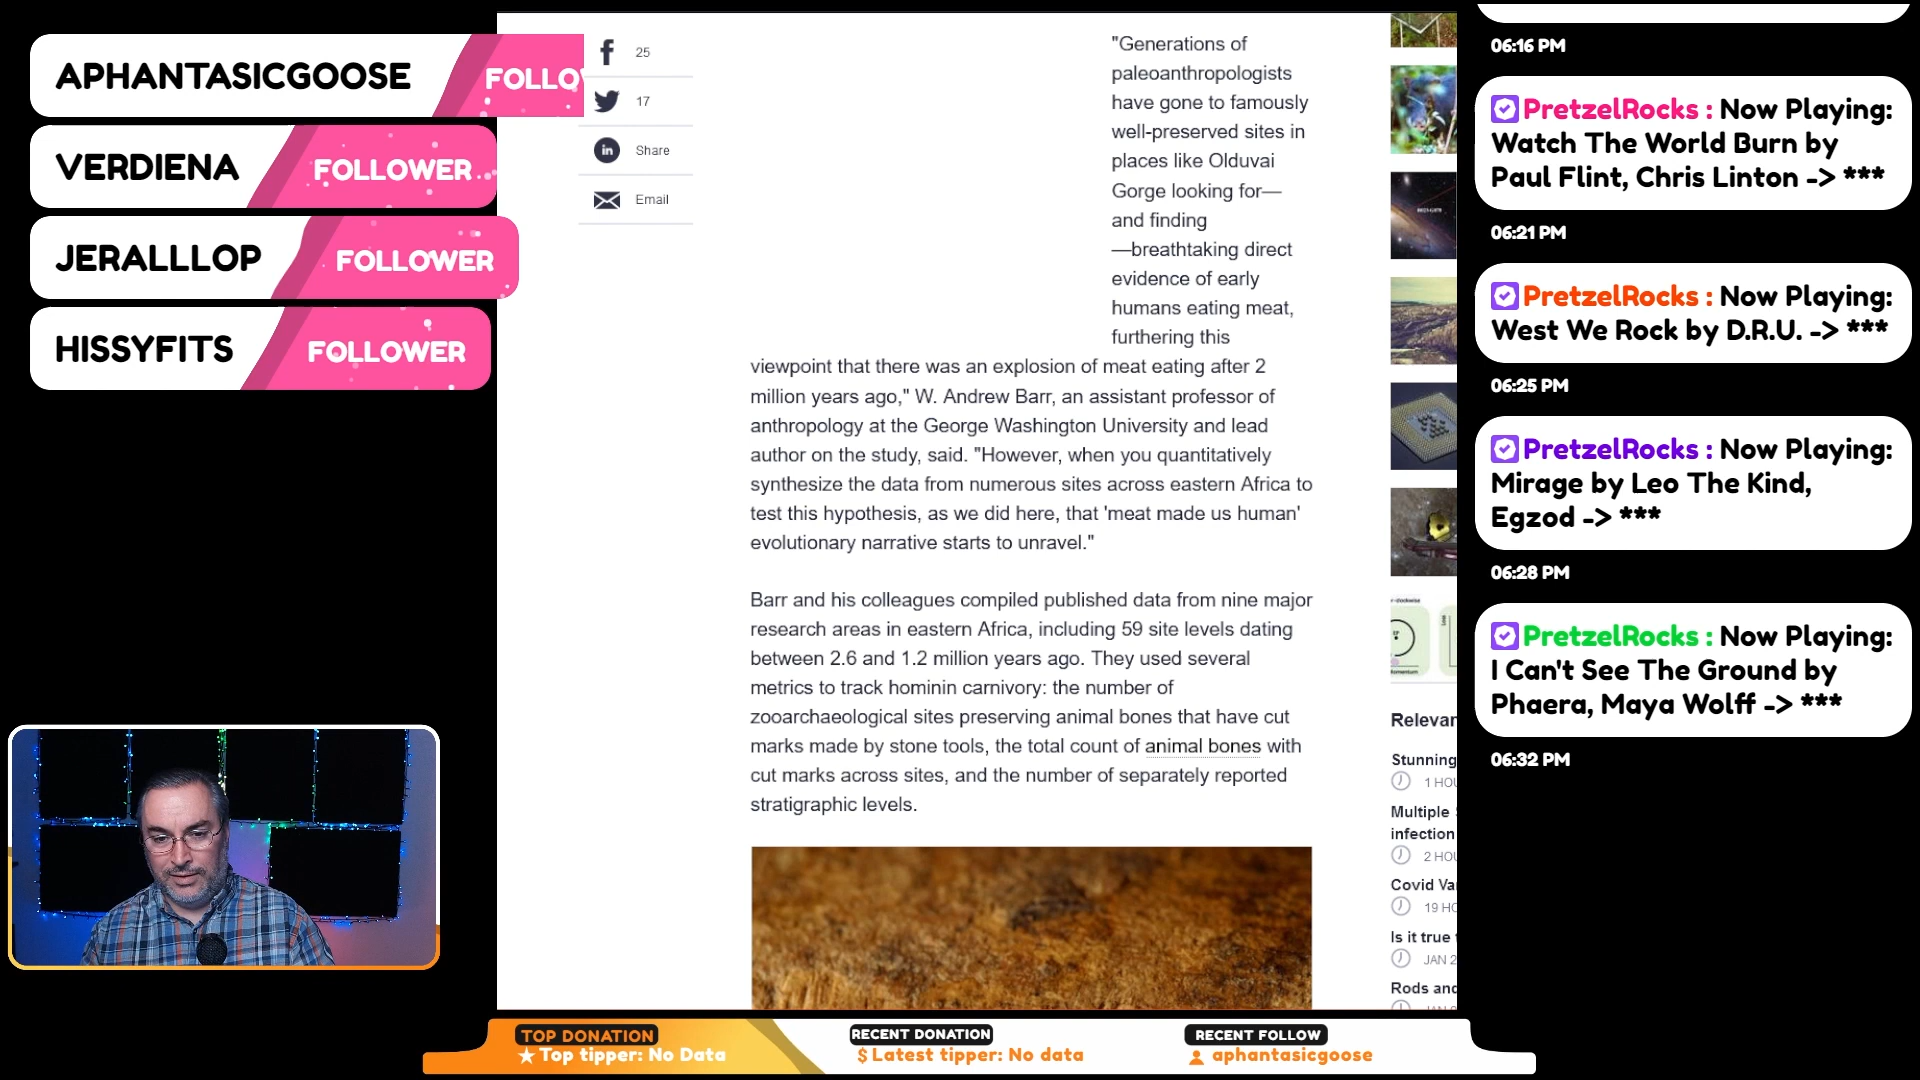 APHANTASICGOOSE
FOLLO
VERDIENA
FOLLOWER
JERALLLOP
FOLLOWER
HISSYFITS
FOLLOWER
25
17
Share
Email
"Generations of
paleoanthropologists
have gone to famously
well-preserved sites in
places like Olduvai
Gorge looking for—
and finding
—breathtaking direct
evidence of early
humans eating meat,
furthering this
viewpoint that there was an explosion of meat eating after 2
million years ago," W. Andrew Barr, an assistant professor of
anthropology at the George Washington University and lead
author on the study, said. "However, when you quantitatively
synthesize the data from numerous sites across eastern Africa to
test this hypothesis, as we did here, that 'meat made us human'
evolutionary narrative starts to unravel."
Barr and his colleagues compiled published data from nine major
research areas in eastern Africa, including 59 site levels dating
between 2.6 and 1.2 million years ago. They used several
metrics to track hominin carnivory: the number of
zooarchaeological sites preserving animal bones that have cut
marks made by stone tools, the total count of animal bones with
cut marks across sites, and the number of separately reported
stratigraphic levels.
Relevan
Stunning
1 HOU
Multiple
infection
2 HOU
Covid Va
19 HO
Is it true
JAN 2
Rods and
06:16 PM
PretzelRocks : Now Playing:
Watch The World Burn by
Paul Flint, Chris Linton -> ***
06:21 PM
PretzelRocks : Now Playing:
West We Rock by D.R.U. -> ***
06:25 PM
PretzelRocks : Now Playing:
Mirage by Leo The Kind,
Egzod -> ***
06:28 PM
PretzelRocks : Now Playing:
I Can't See The Ground by
Phaera, Maya Wolff -> ***
06:32 PM
TOP DONATION
Top tipper: No Data
RECENT DONATION
$ Latest tipper: No data
RECENT FOLLOW
aphantasicgoose